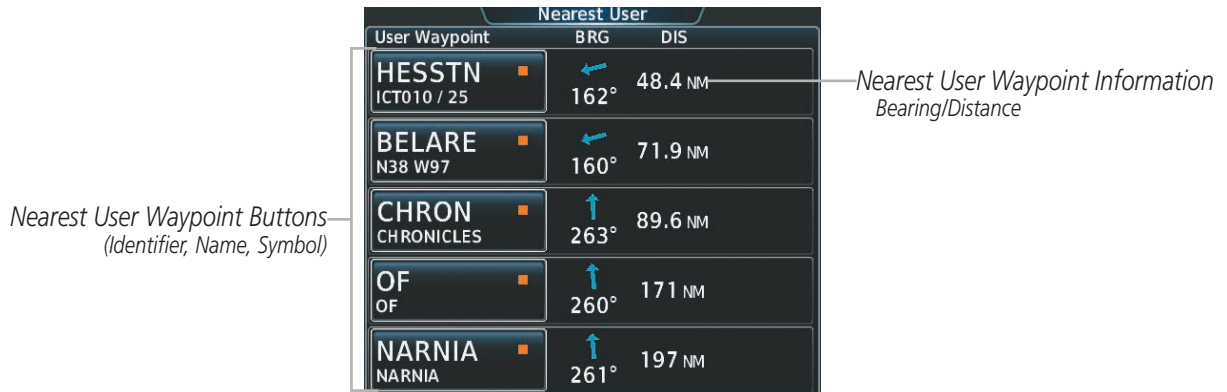 Nearest User
User Waypoint BRG DIS
HESSTN
ICT010 / 25
162°
48.4 NM
Nearest User Waypoint Information
Bearing/Distance
BELARE
N38 W97
160°
71.9 NM
Nearest User Waypoint Buttons
(Identifier, Name, Symbol)
CHRON
CHRONICLES
263°
89.6 NM
OF
OF
260°
171 NM
NARNIA
NARNIA
261°
197 NM